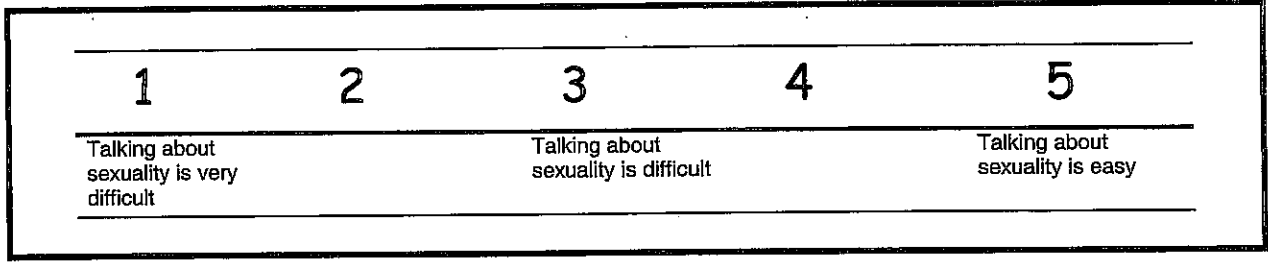 1 2 3 4 5
Talking about
sexuality is very
difficult
Talking about
sexuality is difficult
Talking about
sexuality is easy